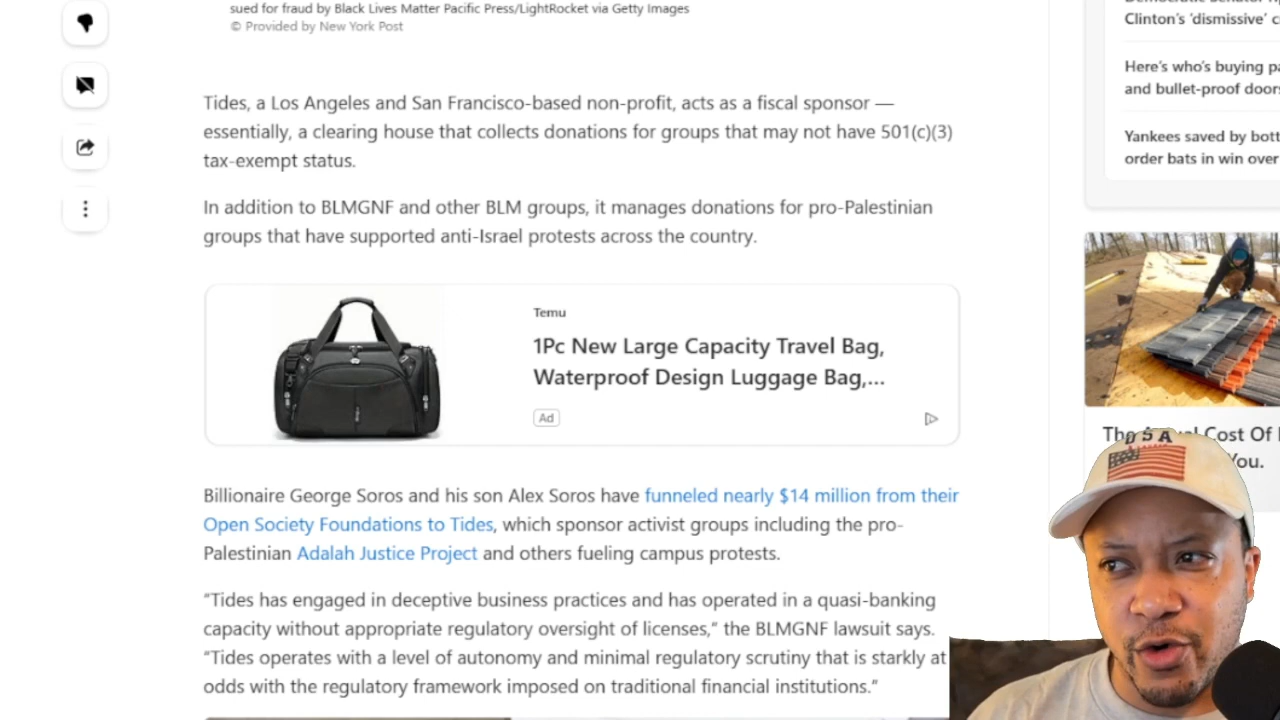 sued for fraud by Black Lives Matter Pacific Press/LightRocket via Getty Images
© Provided by New York Post
Tides, a Los Angeles and San Francisco-based non-profit, acts as a fiscal sponsor —
essentially, a clearing house that collects donations for groups that may not have 501(c)(3)
tax-exempt status.
In addition to BLMGNF and other BLM groups, it manages donations for pro-Palestinian
groups that have supported anti-Israel protests across the country.
Temu
1Pc New Large Capacity Travel Bag,
Waterproof Design Luggage Bag,...
Ad
Billionaire George Soros and his son Alex Soros have funneled nearly $14 million from their
Open Society Foundations to Tides, which sponsor activist groups including the pro-
Palestinian Adalah Justice Project and others fueling campus protests.
“Tides has engaged in deceptive business practices and has operated in a quasi-banking
capacity without appropriate regulatory oversight of licenses,” the BLMGNF lawsuit says.
“Tides operates with a level of autonomy and minimal regulatory scrutiny that is starkly at
odds with the regulatory framework imposed on traditional financial institutions.”
Clinton’s ‘dismissive’
Here’s who’s buying
and bullet-proof
Yankees saved by
order bats in win over
Cost Of
You.
USA